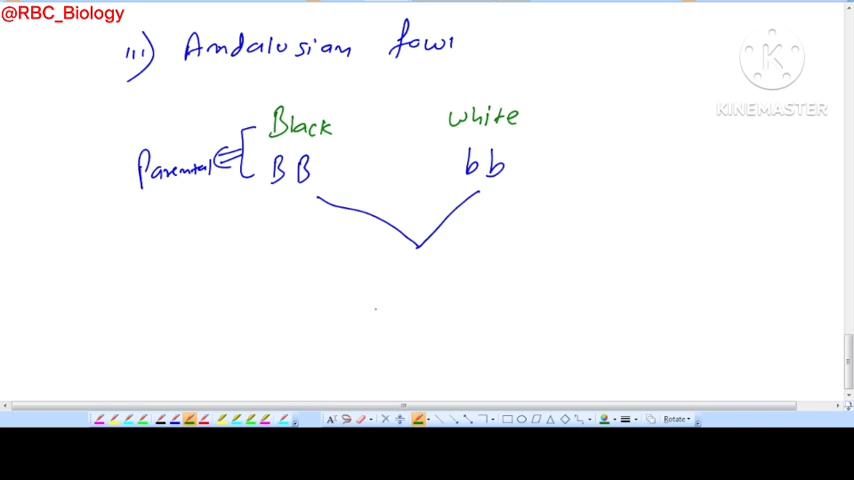 @RBC_Biology
iii) Andalusian fowl
K
KINEMASTER
Black White
Parental BB bb
Rotate